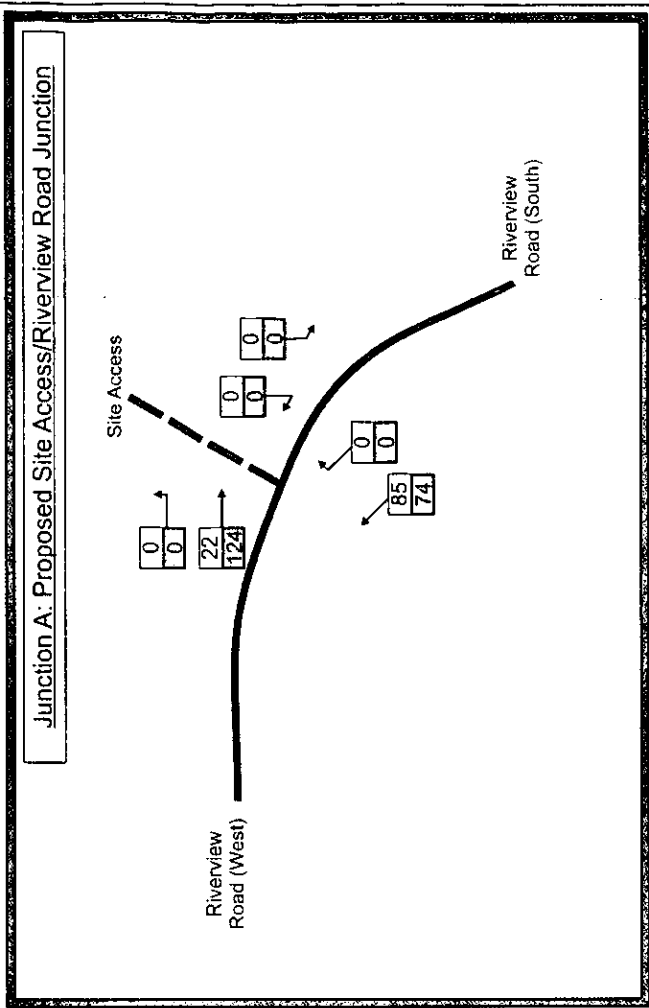 Junction A: Proposed Site Access/Riverview Road Junction
Site Access
0
0
0
0
0
0
22
124
0
0
85
74
Riverview
Road (West)
Riverview
Road (South)